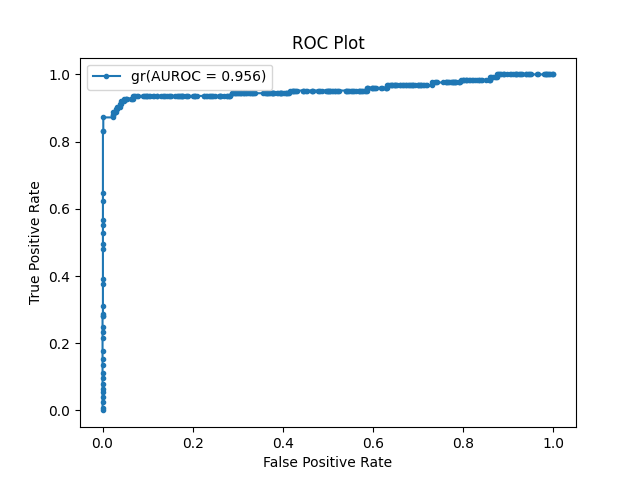 ROC Plot
gr(AUROC = 0.956)
1.0
0.8
0.6
0.4
0.2
0.0
True Positive Rate
0.0 0.2 0.4 0.6 0.8 1.0
False Positive Rate